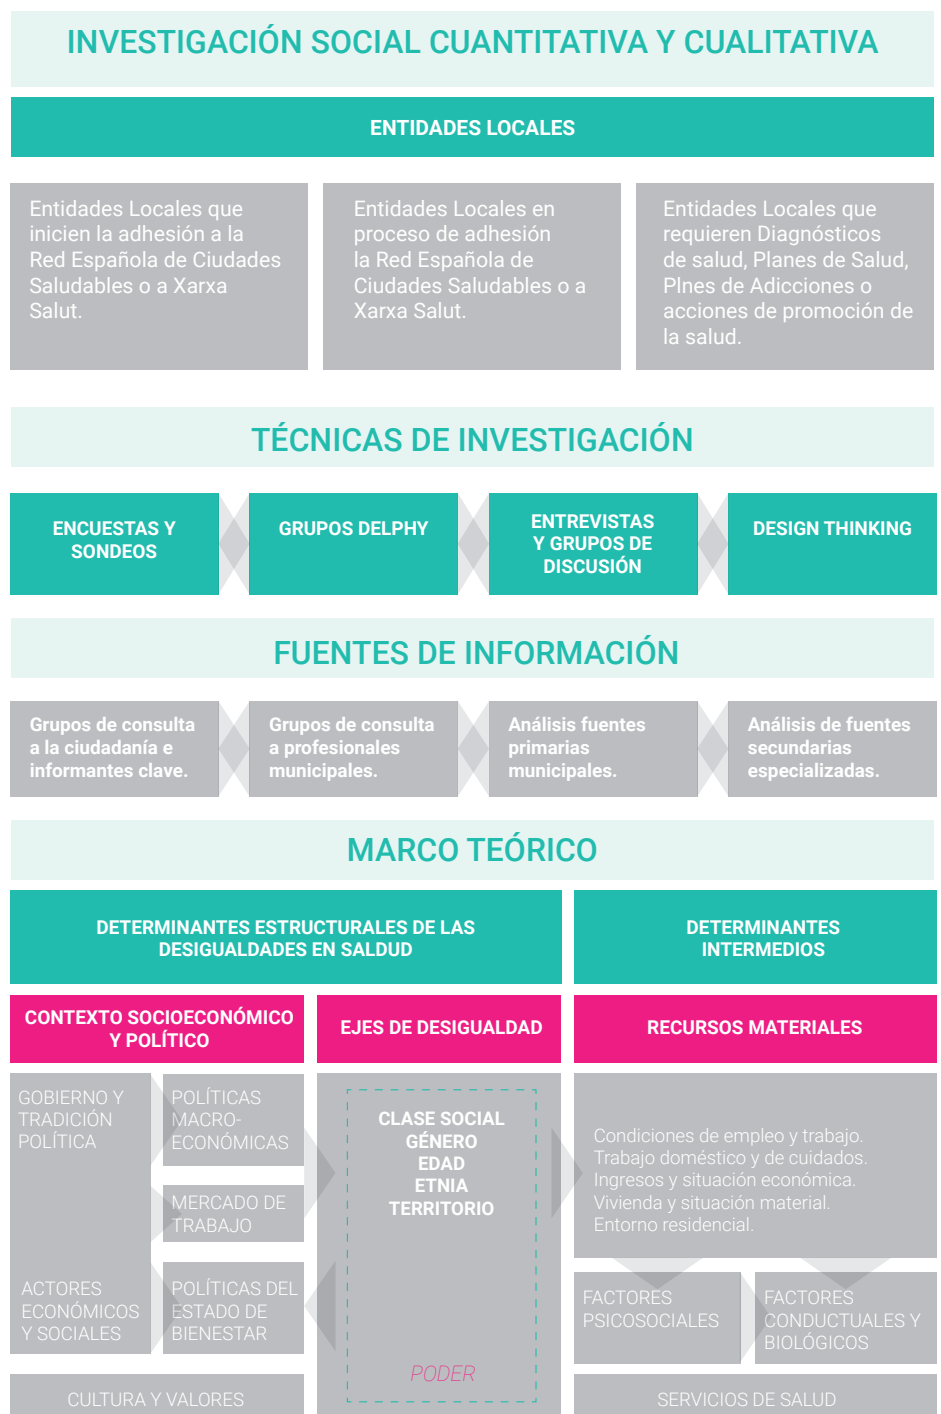 INVESTIGACIÓN SOCIAL CUANTITATIVA Y CUALITATIVA
ENTIDADES LOCALES
Entidades Locales que
inicien la adhesión a la
Red Española de Ciudades
Saludables o a Xarxa
Salut.
Entidades Locales en
proceso de adhesión
la Red Española de
Ciudades Saludables o a
Xarxa Salut.
Entidades Locales que
requieren Diagnósticos
de salud, Planes de Salud,
Plnes de Adicciones o
acciones de promoción de
la salud.
TÉCNICAS DE INVESTIGACIÓN
ENCUESTAS Y
SONDEOS
GRUPOS DELPHY
ENTREVISTAS
Y GRUPOS DE
DISCUSIÓN
DESIGN THINKING
FUENTES DE INFORMACIÓN
Grupos de consulta
a la ciudadanía e
informantes clave.
Grupos de consulta
a profesionales
municipales.
Análisis fuentes
primarias
municipales.
Análisis de fuentes
secundarias
especializadas.
MARCO TEÓRICO
DETERMINANTES ESTRUCTURALES DE LAS
DESIGUALDADES EN SALDUD
DETERMINANTES
INTERMEDIOS
CONTEXTO SOCIOECONÓMICO
Y POLÍTICO
EJES DE DESIGUALDAD
RECURSOS MATERIALES
GOBIERNO Y
TRADICIÓN
POLÍTICA
POLÍTICAS
MACRO-
ECONÓMICAS
MERCADO DE
TRABAJO
ACTORES
ECONÓMICOS
Y SOCIALES
POLÍTICAS DEL
ESTADO DE
BIENESTAR
CULTURA Y VALORES
CLASE SOCIAL
GÉNERO
EDAD
ETNIA
TERRITORIO
PODER
Condiciones de empleo y trabajo.
Trabajo doméstico y de cuidados.
Ingresos y situación económica.
Vivienda y situación material.
Entorno residencial.
FACTORES
PSICOSOCIALES
FACTORES
CONDUCTUALES Y
BIOLÓGICOS
SERVICIOS DE SALUD